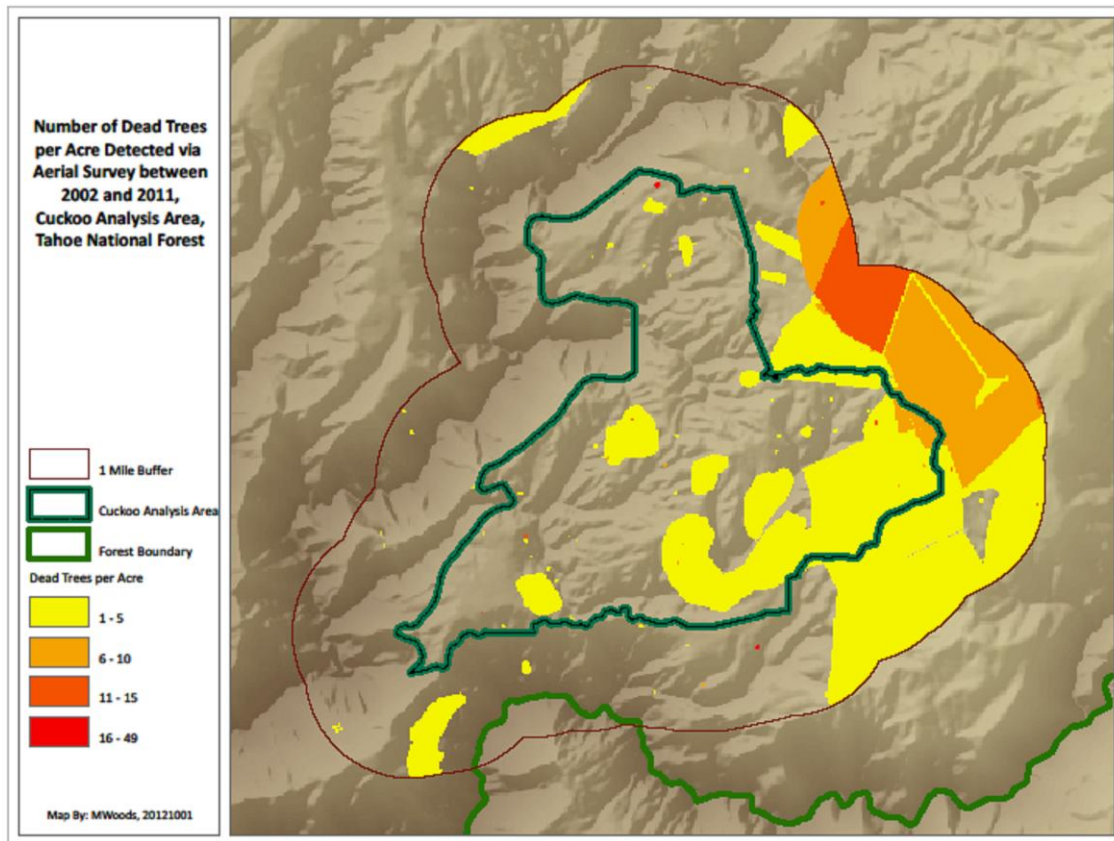 Number of Dead Trees
per Acre Detected via
Aerial Survey between
2002 and 2011,
Cuckoo Analysis Area,
Tahoe National Forest
1 Mile Buffer
Cuckoo Analysis Area
Forest Boundary
Dead Trees per Acre
1 - 5
6 - 10
11 - 15
16 - 49
Map By: MWoods, 20121001